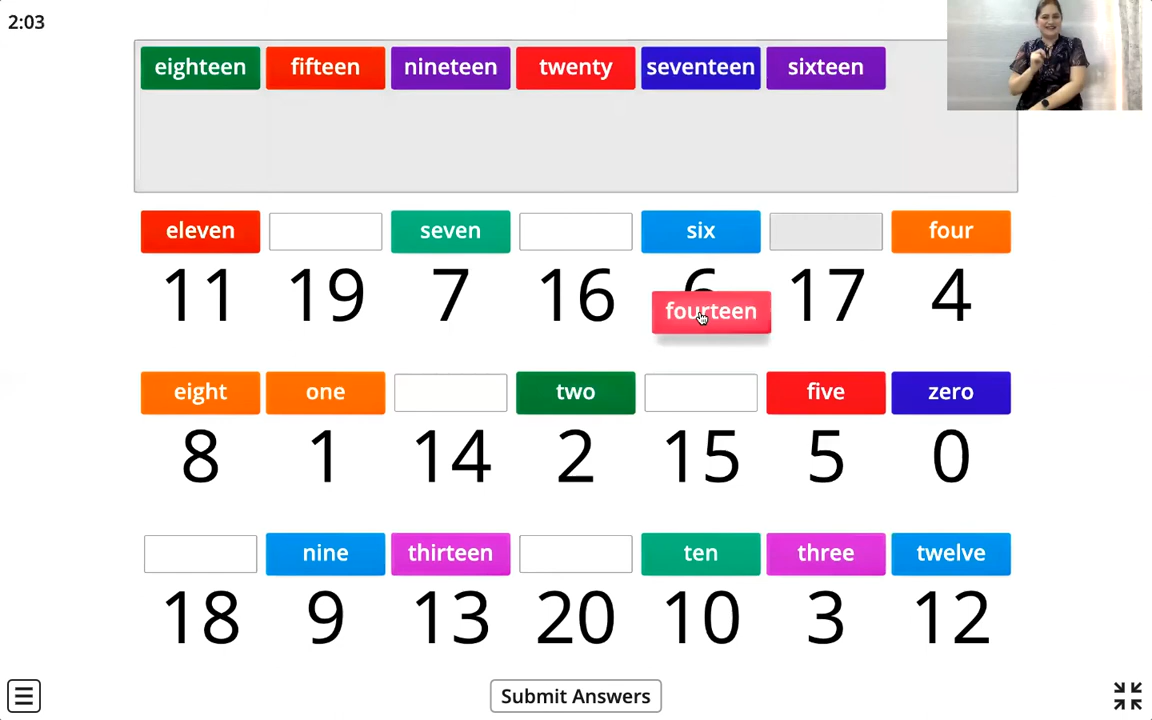 2:03
eighteen fifteen nineteen twenty seventeen sixteen
eleven seven six four
11 19 7 16 6 17 4
fourteen
eight one two five zero
8 1 14 2 15 5 0
nine thirteen ten three twelve
18 9 13 20 10 3 12
Submit Answers